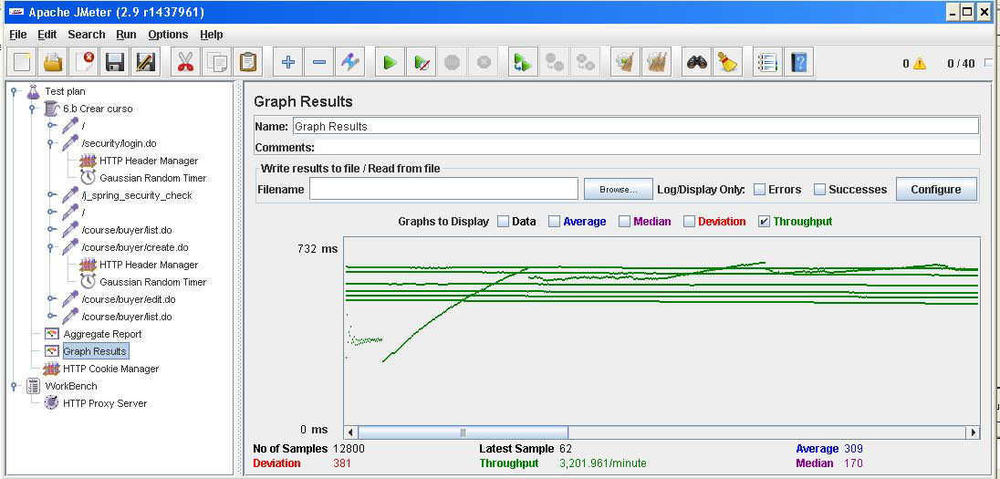 Apache JMeter (2.9 r1437961)
File Edit Search Run Options Help
0 0 / 40
Test plan
6.b Crear curso
/
/security/login.do
HTTP Header Manager
Gaussian Random Timer
/j_spring_security_check
/
/course/buyer/list.do
/course/buyer/create.do
HTTP Header Manager
Gaussian Random Timer
/course/buyer/edit.do
/course/buyer/list.do
Aggregate Report
Graph Results
HTTP Cookie Manager
WorkBench
HTTP Proxy Server
Graph Results
Name: Graph Results
Comments:
Write results to file / Read from file
Filename Browse... Log/Display Only: Errors Successes Configure
Graphs to Display Data Average Median Deviation Throughput
732 ms
0 ms
No of Samples 12800 Latest Sample 62 Average 309
Deviation 381 Throughput 3,201.961/minute Median 170